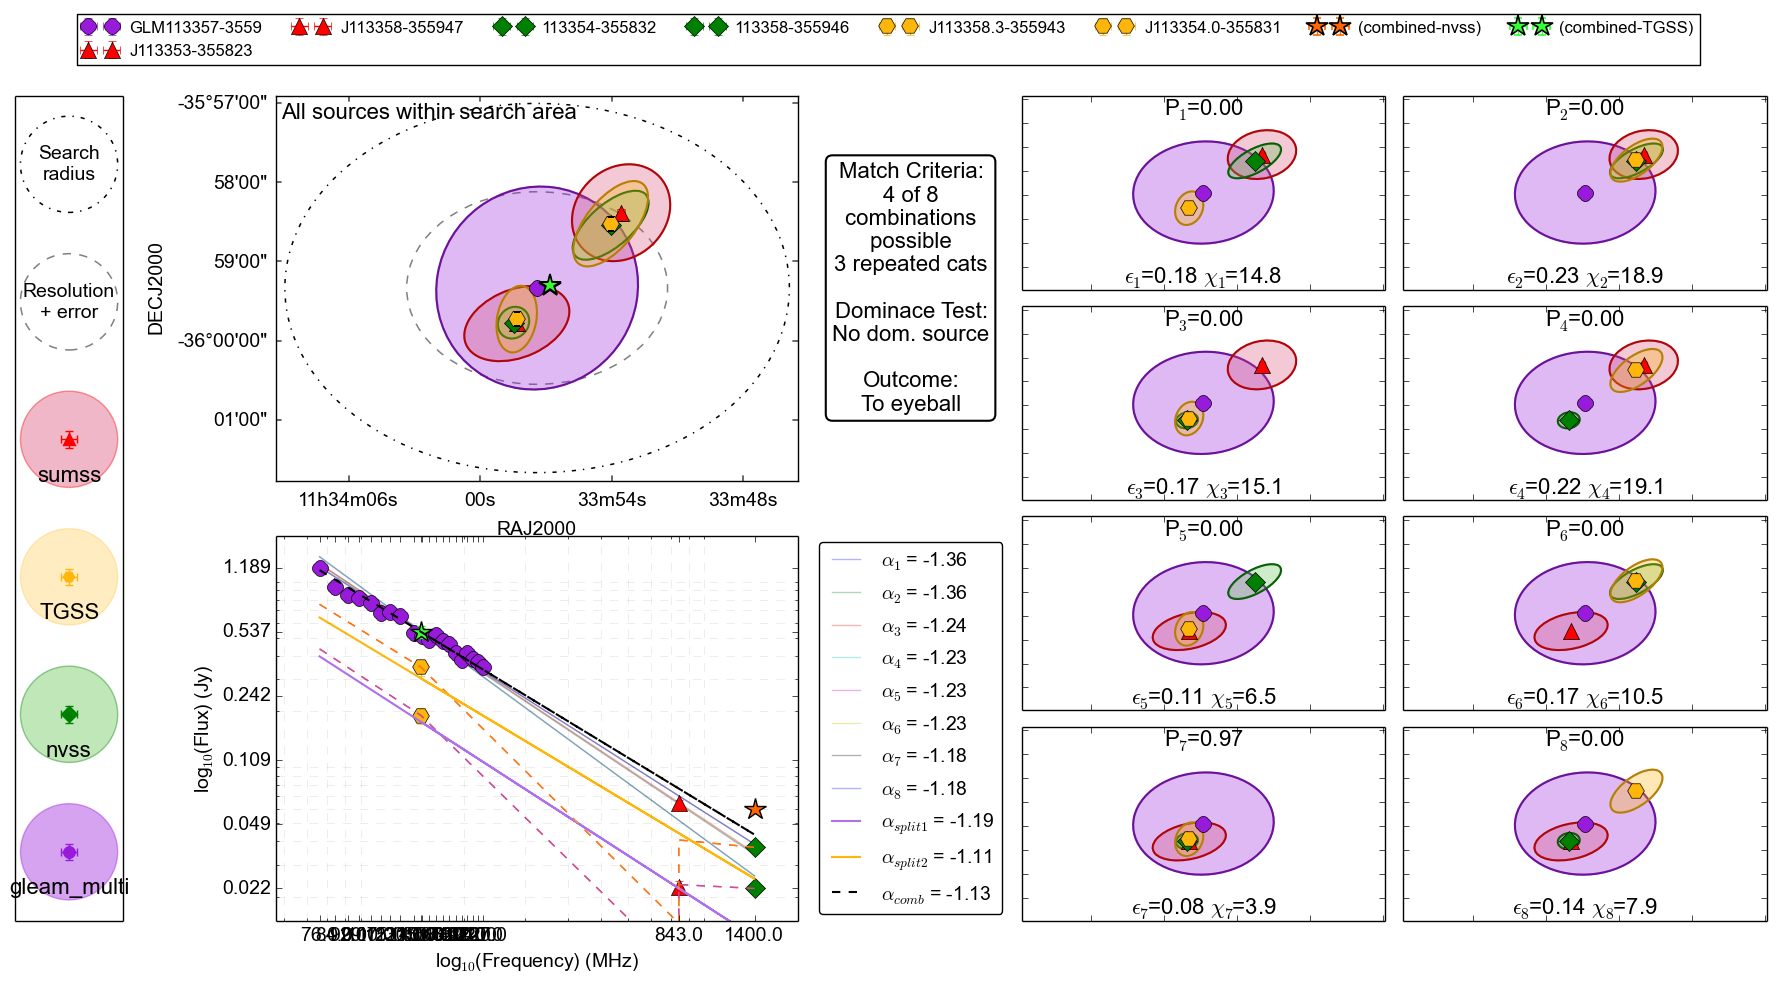 GLM113357-3559
J113358-355947
113354-355832
113358-355946
J113358.3-355943
J113354.0-355831
(combined-nvss)
(combined-TGSS)
J113353-355823
Search
radius
Resolution
+ error
sumss
TGSS
nvss
gleam_multi
All sources within search area
-35°57'00"
58'00"
59'00"
-36°00'00"
01'00"
DECJ2000
11h34m06s
00s
33m54s
33m48s
RAJ2000
Match Criteria:
4 of 8
combinations
possible
3 repeated cats
Dominace Test:
No dom. source
Outcome:
To eyeball
1.189
0.537
0.242
0.109
0.049
0.022
log₁₀(Flux) (Jy)
843.0
1400.0
log₁₀(Frequency) (MHz)
α₁ = -1.36
α₂ = -1.36
α₃ = -1.24
α₄ = -1.23
α₅ = -1.23
α₆ = -1.23
α₇ = -1.18
α₈ = -1.18
α_split1 = -1.19
α_split2 = -1.11
α_comb = -1.13
P₁=0.00
ϵ₁=0.18 χ₁=14.8
P₂=0.00
ϵ₂=0.23 χ₂=18.9
P₃=0.00
ϵ₃=0.17 χ₃=15.1
P₄=0.00
ϵ₄=0.22 χ₄=19.1
P₅=0.00
ϵ₅=0.11 χ₅=6.5
P₆=0.00
ϵ₆=0.17 χ₆=10.5
P₇=0.97
ϵ₇=0.08 χ₇=3.9
P₈=0.00
ϵ₈=0.14 χ₈=7.9